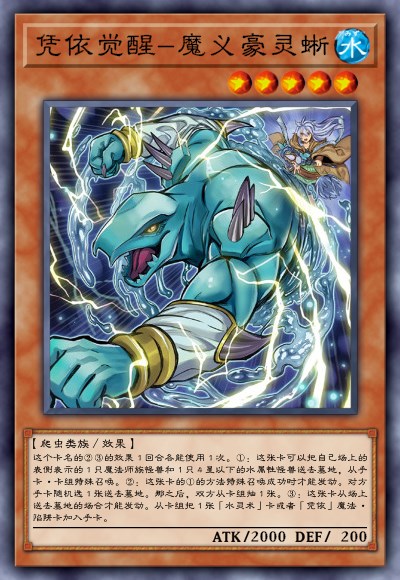 凭依觉醒-魔义豪灵蜥
水
【爬虫类族/效果】
这个卡名的②③的效果1回合各能使用1次。①：这张卡可以把自己场上的
表侧表示的1只魔法师族怪兽和1只4星以下的水属性怪兽送去墓地，从手
卡·卡组特殊召唤。②：这张卡的①的方法特殊召唤成功时才能发动。对方
手卡随机选1张送去墓地。那之后，双方从卡组抽1张。③：这张卡从场上
送去墓地的场合才能发动。从卡组把1张「水灵术」卡或者「凭依」魔法·
陷阱卡加入手卡。
ATK/2000 DEF/ 200